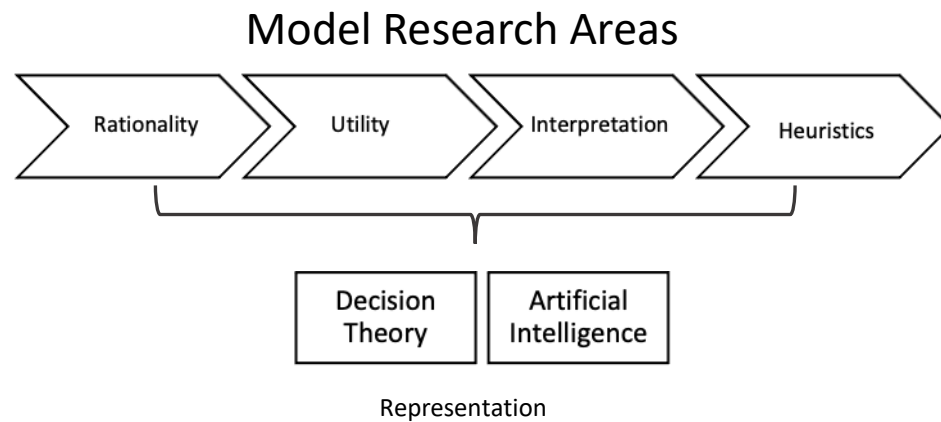 Model Research Areas
Rationality
Utility
Interpretation
Heuristics
Decision
Theory
Artificial
Intelligence
Representation